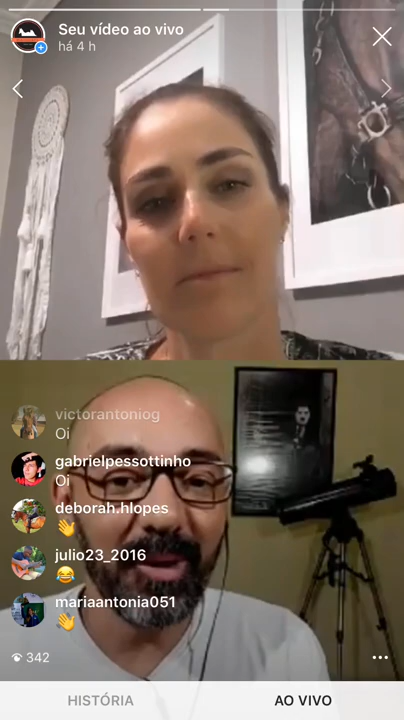 Seu vídeo ao vivo
há 4 h
victorantoniog
Oi
gabrielpessottinho
Oi
deborah.hlopes
👋
julio23_2016
😂
mariaantonia051
👋
342
HISTÓRIA
AO VIVO